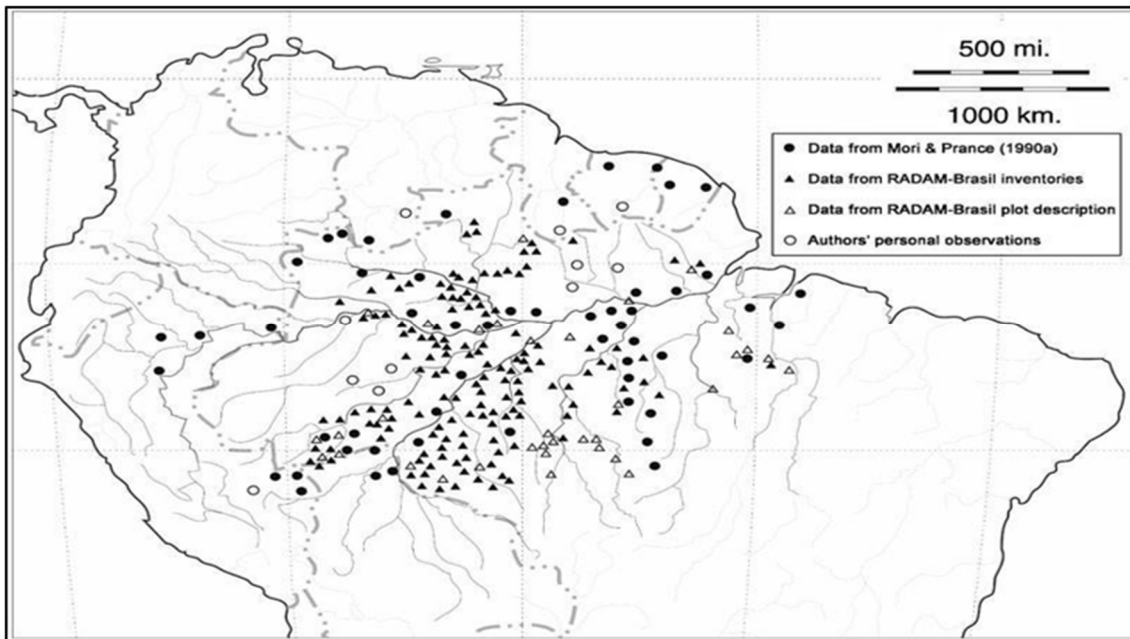 500 mi.
1000 km.
Data from Mori & Prance (1990a)
Data from RADAM-Brasil inventories
Data from RADAM-Brasil plot description
Authors' personal observations